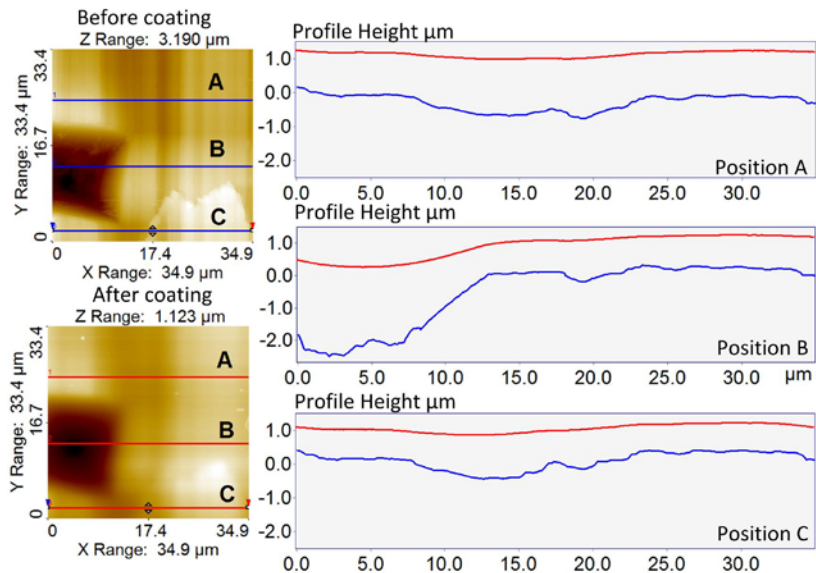 Before coating
Z Range: 3.190 µm
Y Range: 33.4 µm
33.4
16.7
0
A
B
C
0
17.4
34.9
X Range: 34.9 µm
After coating
Z Range: 1.123 µm
Y Range: 33.4 µm
33.4
16.7
0
A
B
C
0
17.4
34.9
X Range: 34.9 µm
Profile Height µm
1.0
0.0
-1.0
-2.0
Position A
0.0
5.0
10.0
15.0
20.0
25.0
30.0
Profile Height µm
1.0
0.0
-1.0
-2.0
Position B
0.0
5.0
10.0
15.0
20.0
25.0
30.0
µm
Profile Height µm
1.0
0.0
-1.0
-2.0
Position C
0.0
5.0
10.0
15.0
20.0
25.0
30.0